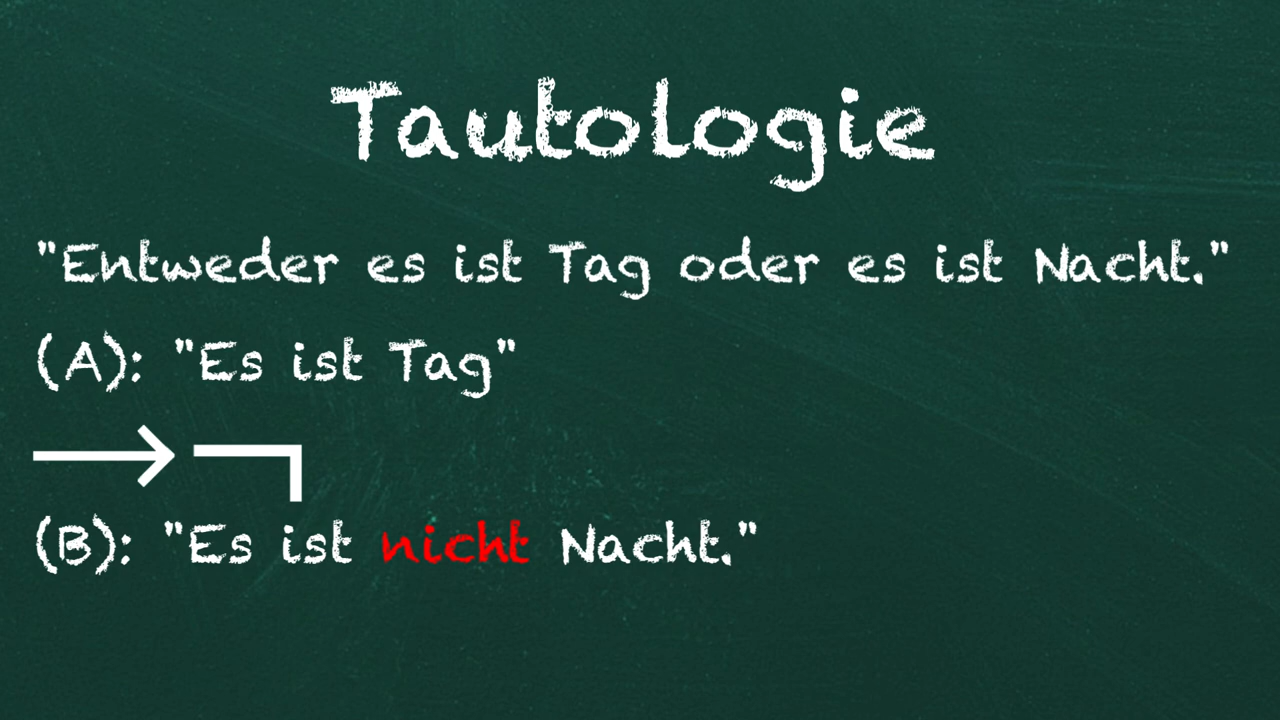 Tautologie
"Entweder es ist Tag oder es ist Nacht."
(A): "Es ist Tag"
→ ¬
(B): "Es ist nicht Nacht."